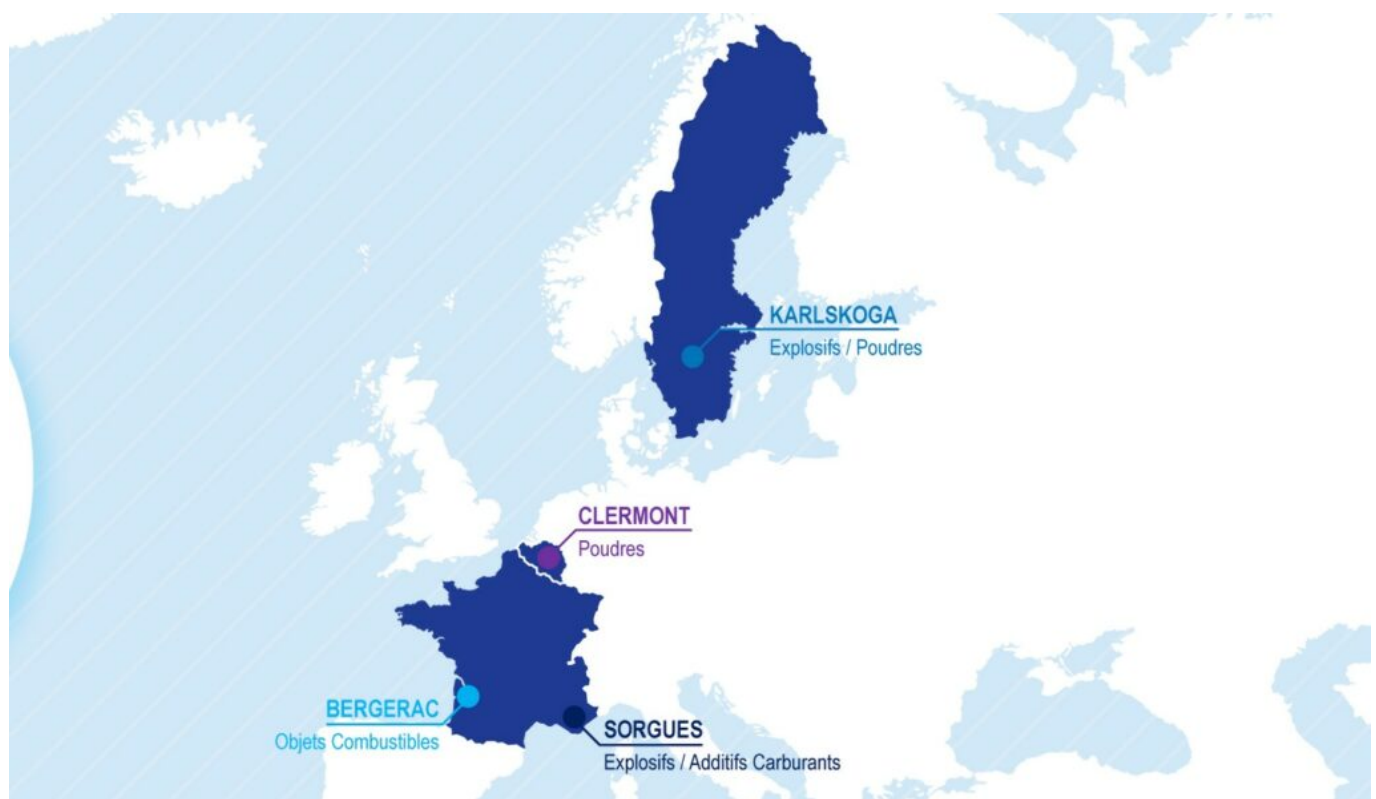 KARLSKOGA
Explosifs / Poudres
CLERMONT
Poudres
BERGERAC
Objets Combustibles
SORGUES
Explosifs / Additifs Carburants